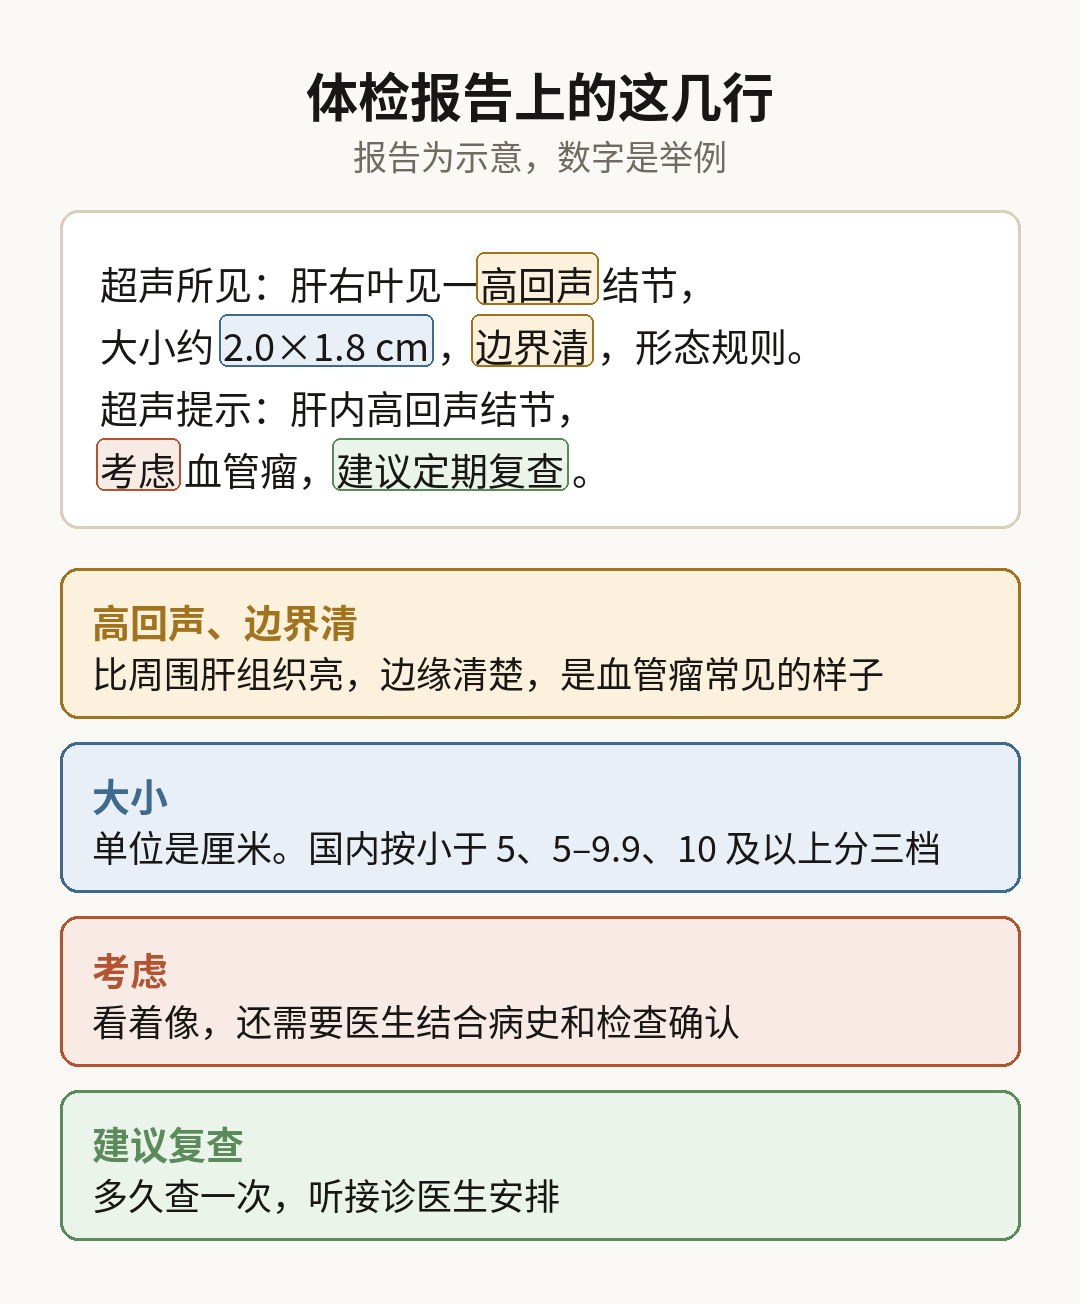 体检报告上的这几行
报告为示意，数字是举例
超声所见：肝右叶见一高回声结节，
大小约2.0×1.8 cm，边界清，形态规则。
超声提示：肝内高回声结节，
考虑血管瘤，建议定期复查。
高回声、边界清
比周围肝组织亮，边缘清楚，是血管瘤常见的样子
大小
单位是厘米。国内按小于 5、5–9.9、10 及以上分三档
考虑
看着像，还需要医生结合病史和检查确认
建议复查
多久查一次，听接诊医生安排